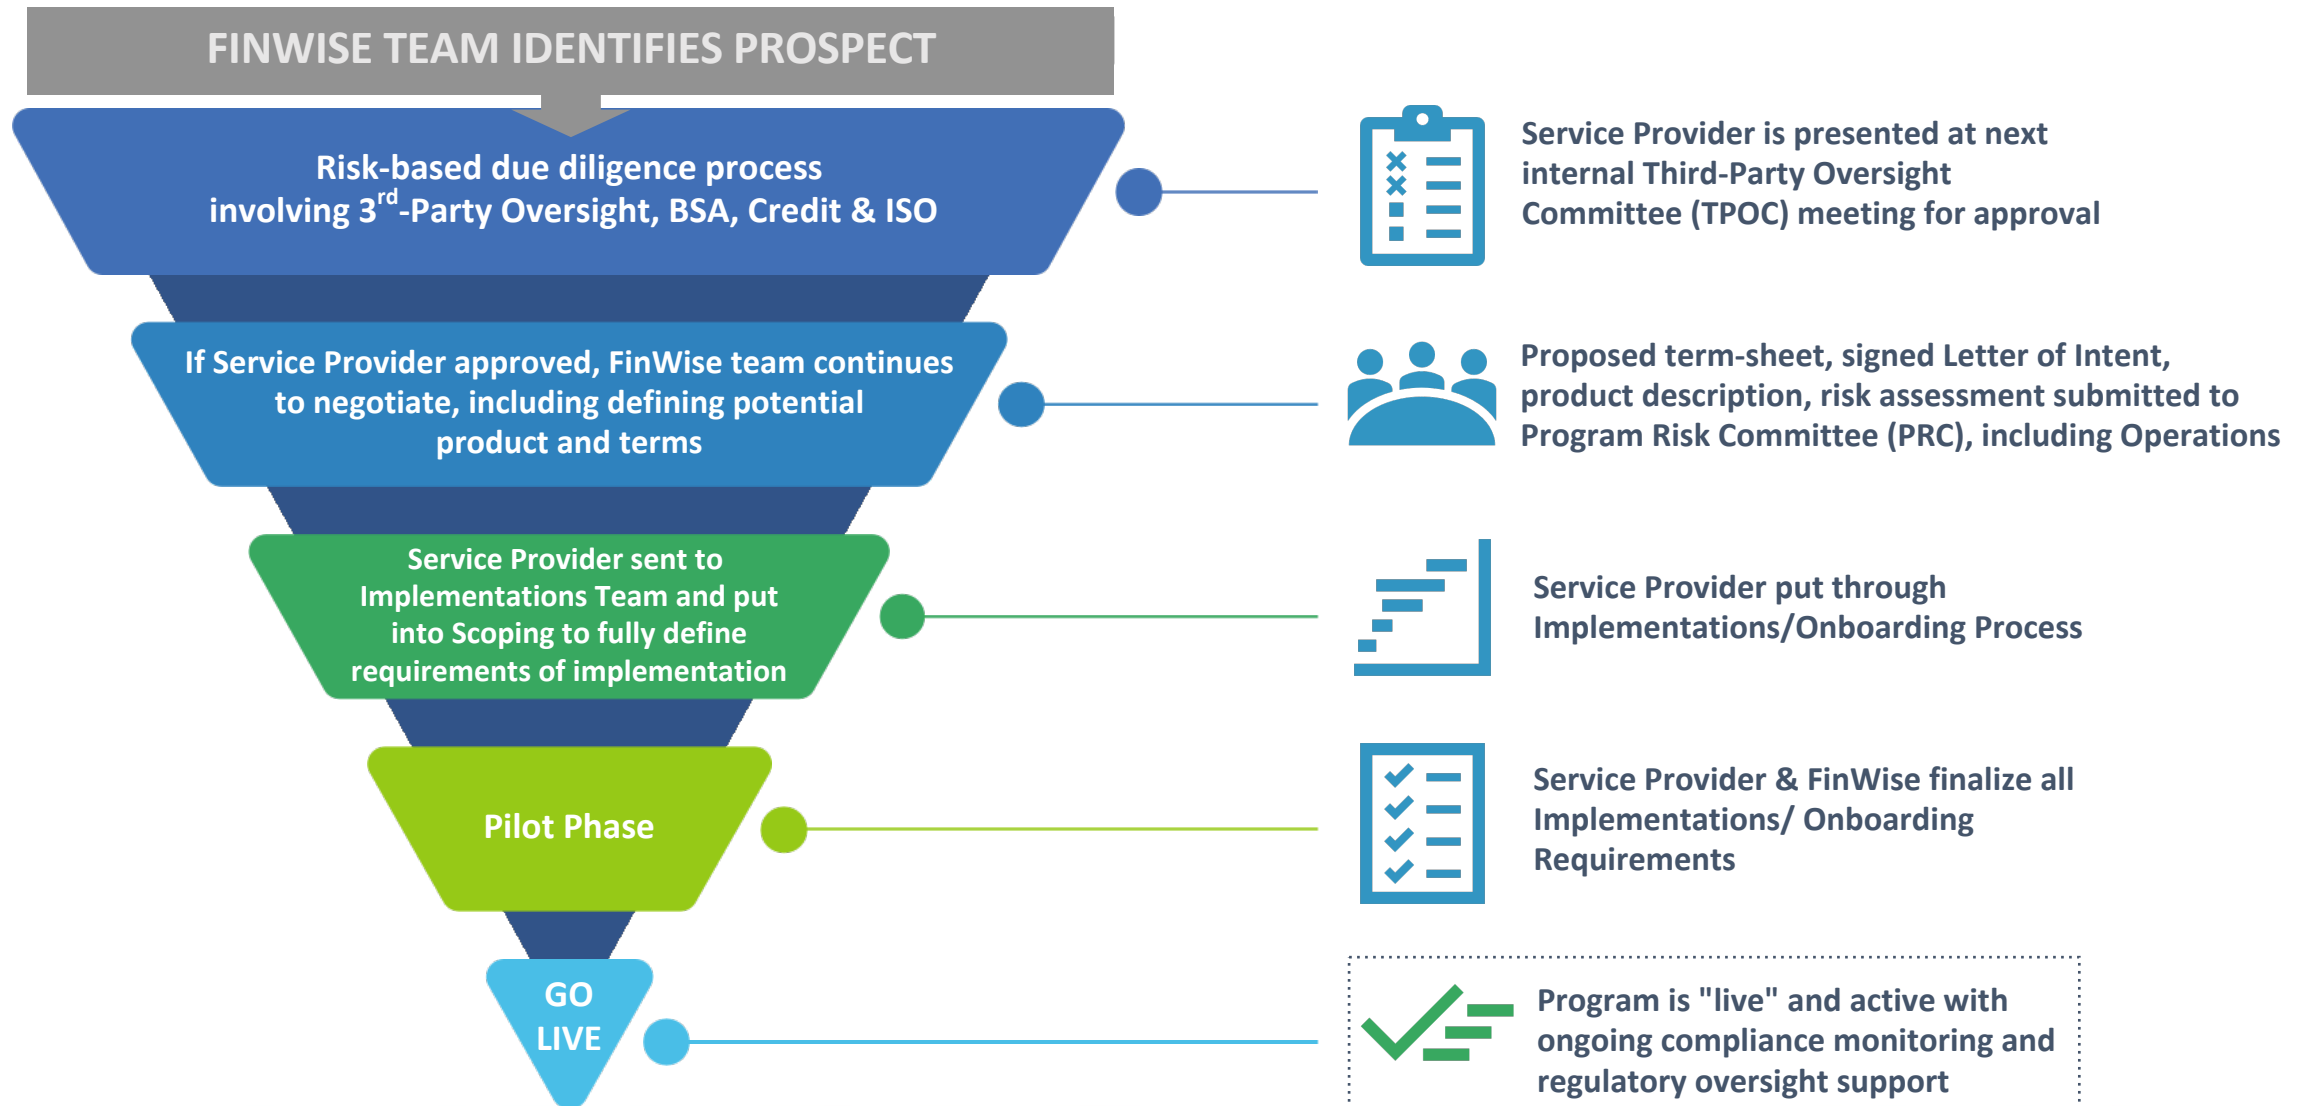 FINWISE TEAM IDENTIFIES PROSPECT
Risk-based due diligence process
involving 3rd-Party Oversight, BSA, Credit & ISO
Service Provider is presented at next
internal Third-Party Oversight
Committee (TPOC) meeting for approval
If Service Provider approved, FinWise team continues
to negotiate, including defining potential
product and terms
Proposed term-sheet, signed Letter of Intent,
product description, risk assessment submitted to
Program Risk Committee (PRC), including Operations
Service Provider sent to
Implementations Team and put
into Scoping to fully define
requirements of implementation
Service Provider put through
Implementations/Onboarding Process
Pilot Phase
Service Provider & FinWise finalize all
Implementations/ Onboarding
Requirements
GO
LIVE
Program is "live" and active with
ongoing compliance monitoring and
regulatory oversight support